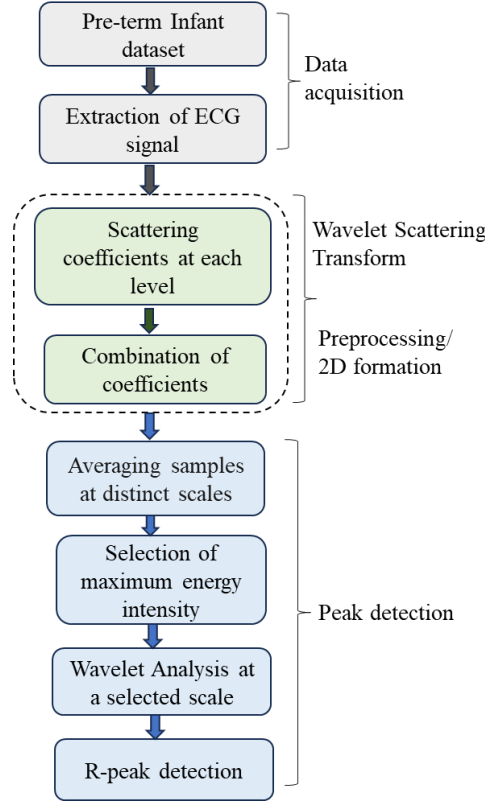 Pre-term Infant
dataset
Data
acquisition
Extraction of ECG
signal
Scattering
coefficients at each
level
Wavelet Scattering
Transform
Combination of
coefficients
Preprocessing/
2D formation
Averaging samples
at distinct scales
Selection of
maximum energy
intensity
Peak detection
Wavelet Analysis at
a selected scale
R-peak detection